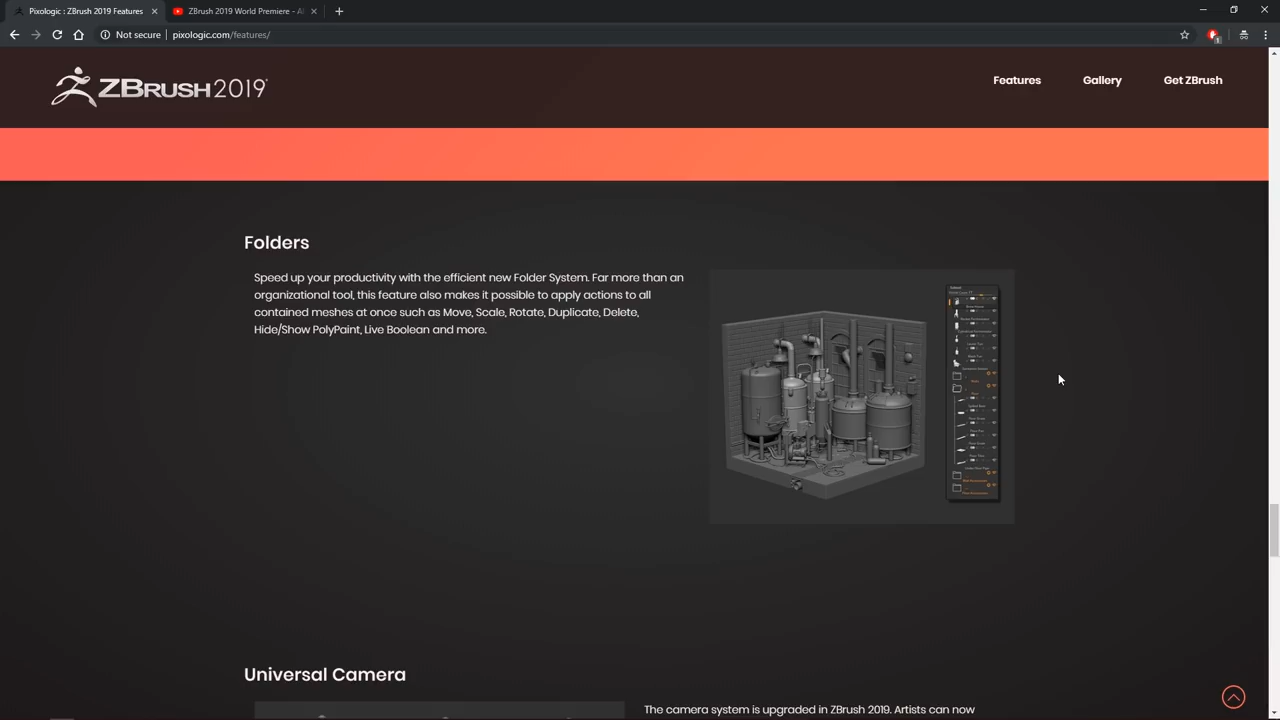 Pixologic : ZBrush 2019 Features
ZBrush 2019 World Premiere - A
Not secure
pixologic.com/features/
1
ZBRUSH 2019
Features
Gallery
Get ZBrush
Folders
Speed up your productivity with the efficient new Folder System. Far more than an
organizational tool, this feature also makes it possible to apply actions to all
contained meshes at once such as Move, Scale, Rotate, Duplicate, Delete,
Hide/Show PolyPaint, Live Boolean and more.
Universal Camera
The camera system is upgraded in ZBrush 2019. Artists can now